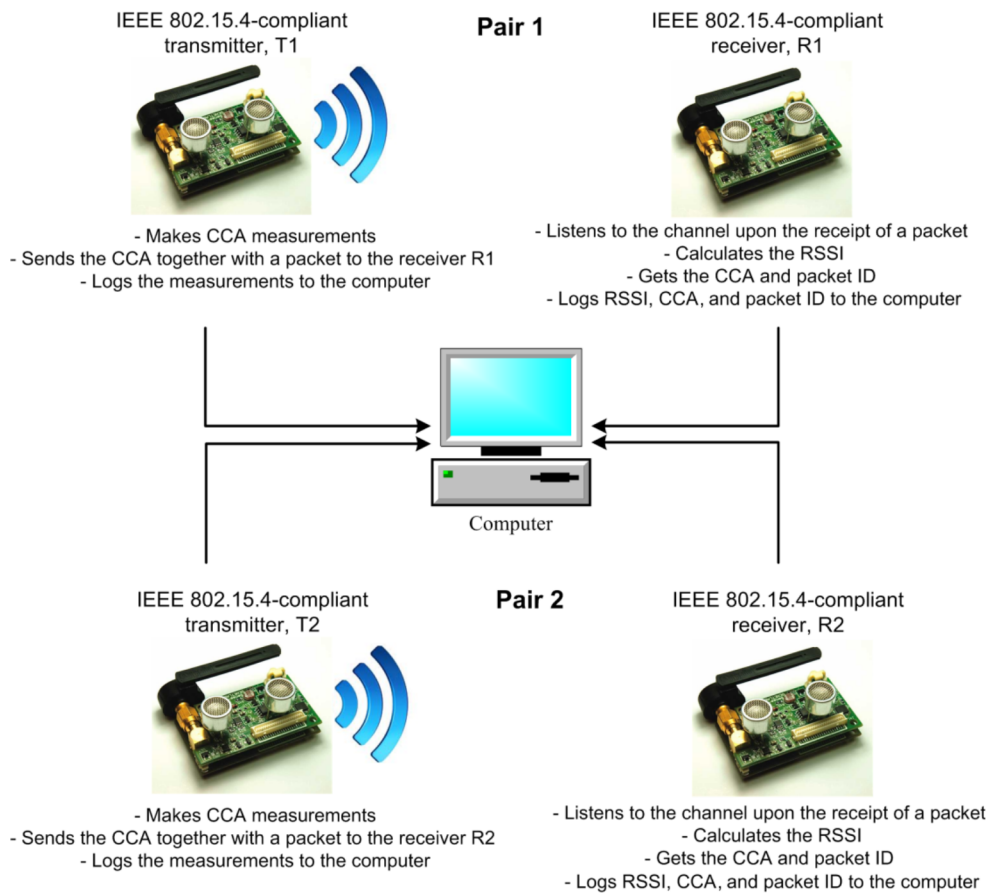 IEEE 802.15.4-compliant
transmitter, T1
Pair 1
IEEE 802.15.4-compliant
receiver, R1
- Makes CCA measurements
- Sends the CCA together with a packet to the receiver R1
- Logs the measurements to the computer
- Listens to the channel upon the receipt of a packet
- Calculates the RSSI
- Gets the CCA and packet ID
- Logs RSSI, CCA, and packet ID to the computer
Computer
IEEE 802.15.4-compliant
transmitter, T2
Pair 2
IEEE 802.15.4-compliant
receiver, R2
- Makes CCA measurements
- Sends the CCA together with a packet to the receiver R2
- Logs the measurements to the computer
- Listens to the channel upon the receipt of a packet
- Calculates the RSSI
- Gets the CCA and packet ID
- Logs RSSI, CCA, and packet ID to the computer